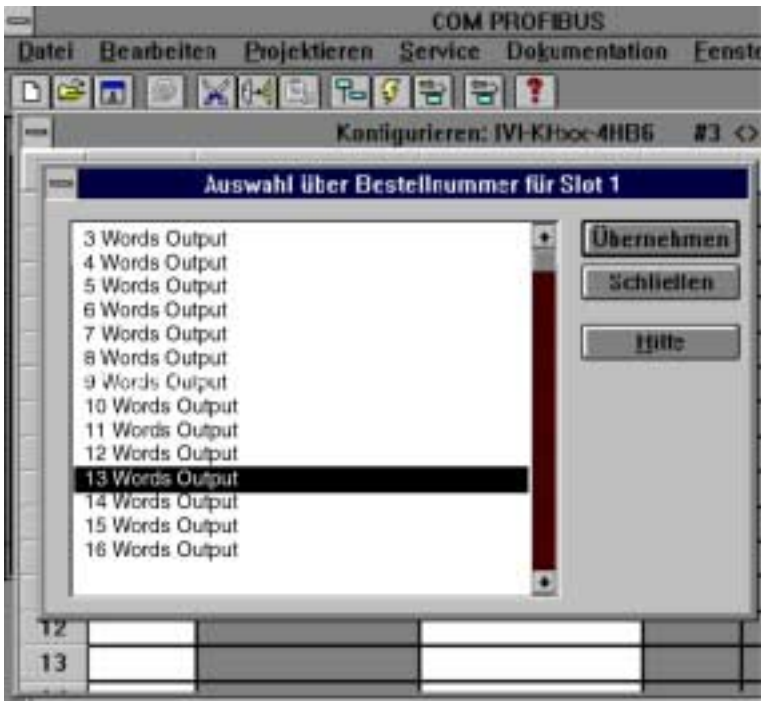 COM PROFIBUS
Datei Bearbeiten Projektieren Service Dokumentation Fenste
Konfigurieren: #3 <>
Auswahl über Bestellnummer für Slot 1
3 Words Output
4 Words Output
5 Words Output
6 Words Output
7 Words Output
8 Words Output
9 Words Output
10 Words Output
11 Words Output
12 Words Output
13 Words Output
14 Words Output
15 Words Output
16 Words Output
Übernehmen
Schließen
Hilfe
12
13